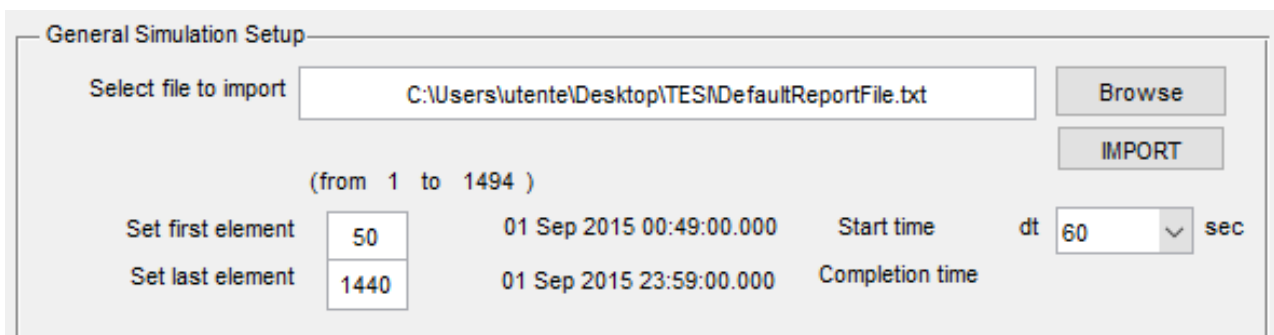 General Simulation Setup
Select file to import C:\Users\utente\Desktop\TESI\DefaultReportFile.txt Browse
IMPORT
(from 1 to 1494 )
Set first element 50 01 Sep 2015 00:49:00.000 Start time dt 60 sec
Set last element 1440 01 Sep 2015 23:59:00.000 Completion time